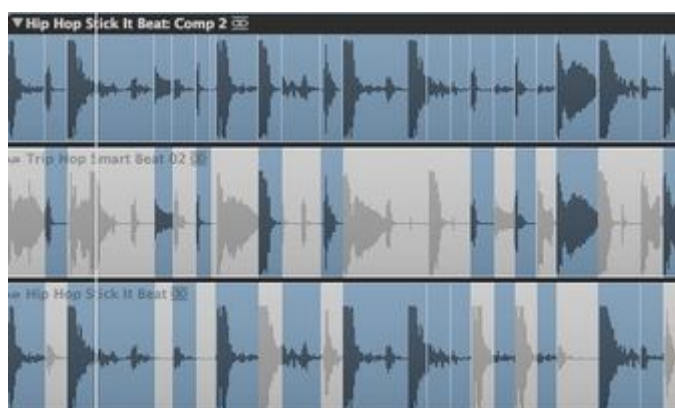 Hip Hop Stick It Beat: Comp 2
Trip Hop Smart Beat 02
Hip Hop Stick It Beat